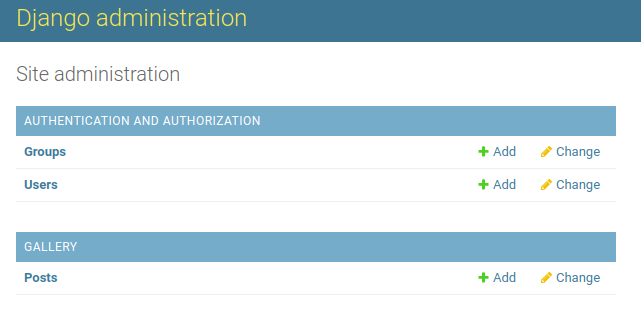 Django administration
Site administration
AUTHENTICATION AND AUTHORIZATION
Groups Add Change
Users Add Change
GALLERY
Posts Add Change